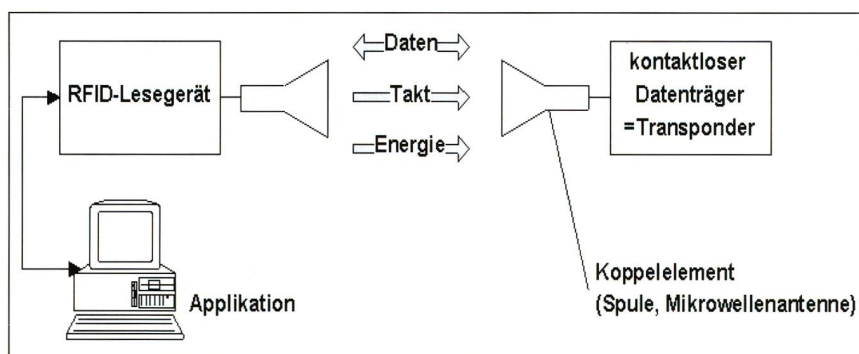 RFID-Lesegerät
Daten
Takt
Energie
kontaktloser
Datenträger
=Transponder
Applikation
Koppelelement
(Spule, Mikrowellenantenne)